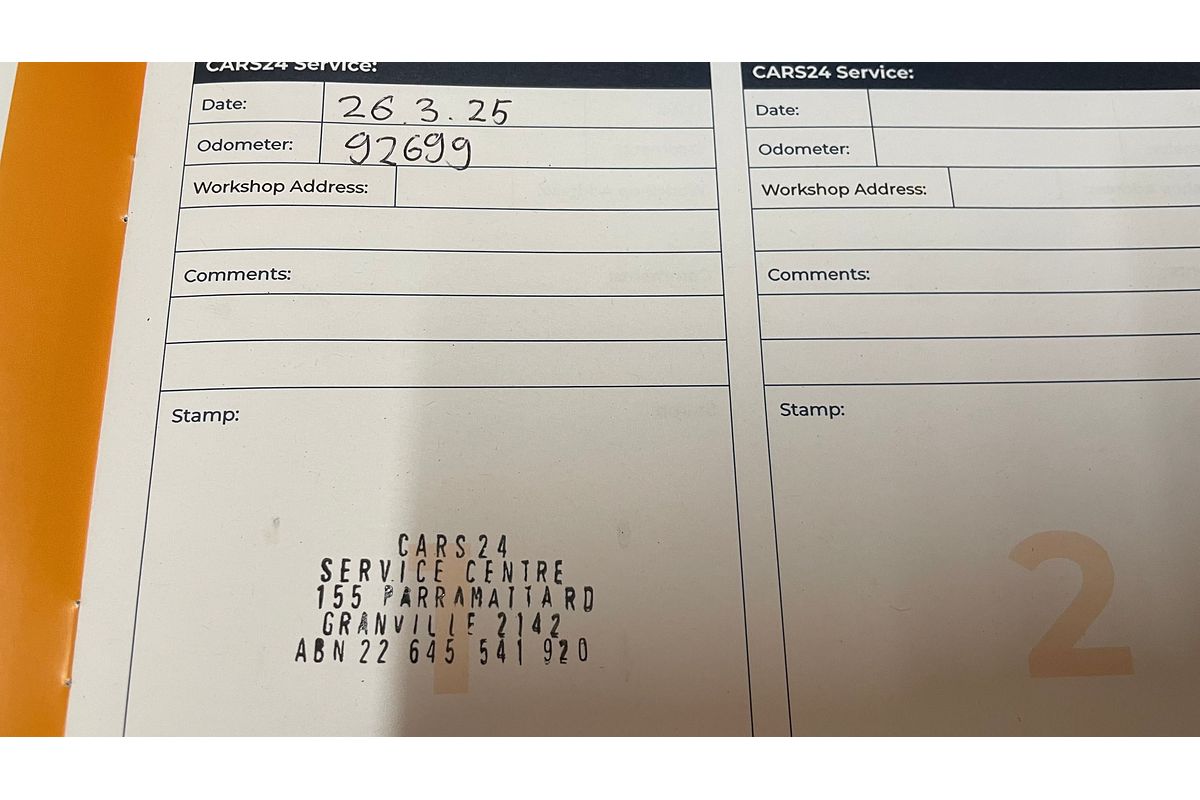 CARS24 Service:
Date: 26.3.25
Odometer: 92699
Workshop Address:
Comments:
Stamp:
1
CARS24
SERVICE CENTRE
155 PARRAMATTA RD
GRANVILLE 2142
ABN 22 645 541 920
CARS24 Service:
Date:
Odometer:
Workshop Address:
Comments:
Stamp:
2